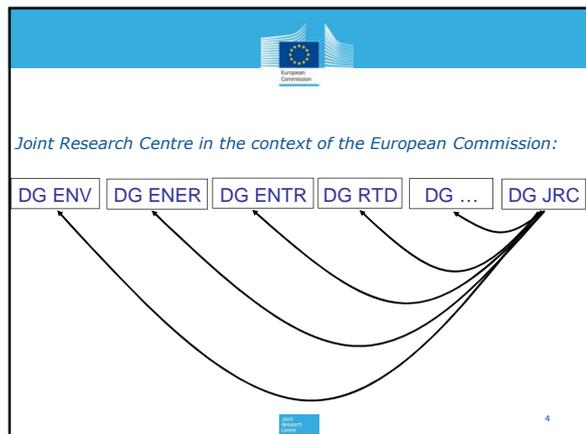 European
Commission
Joint Research Centre in the context of the European Commission:
DG ENV DG ENER DG ENTR DG RTD DG ... DG JRC
Joint
Research
Centre
4